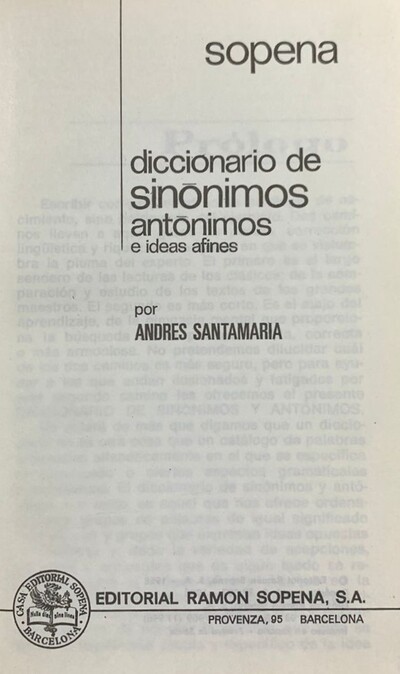 sopena
diccionario de
sinōnimos
antōnimos
e ideas afines
por
ANDRES SANTAMARIA
CASA EDITORIAL SOPENA
BARCELONA
EDITORIAL RAMON SOPENA, S.A.
PROVENZA, 95 BARCELONA